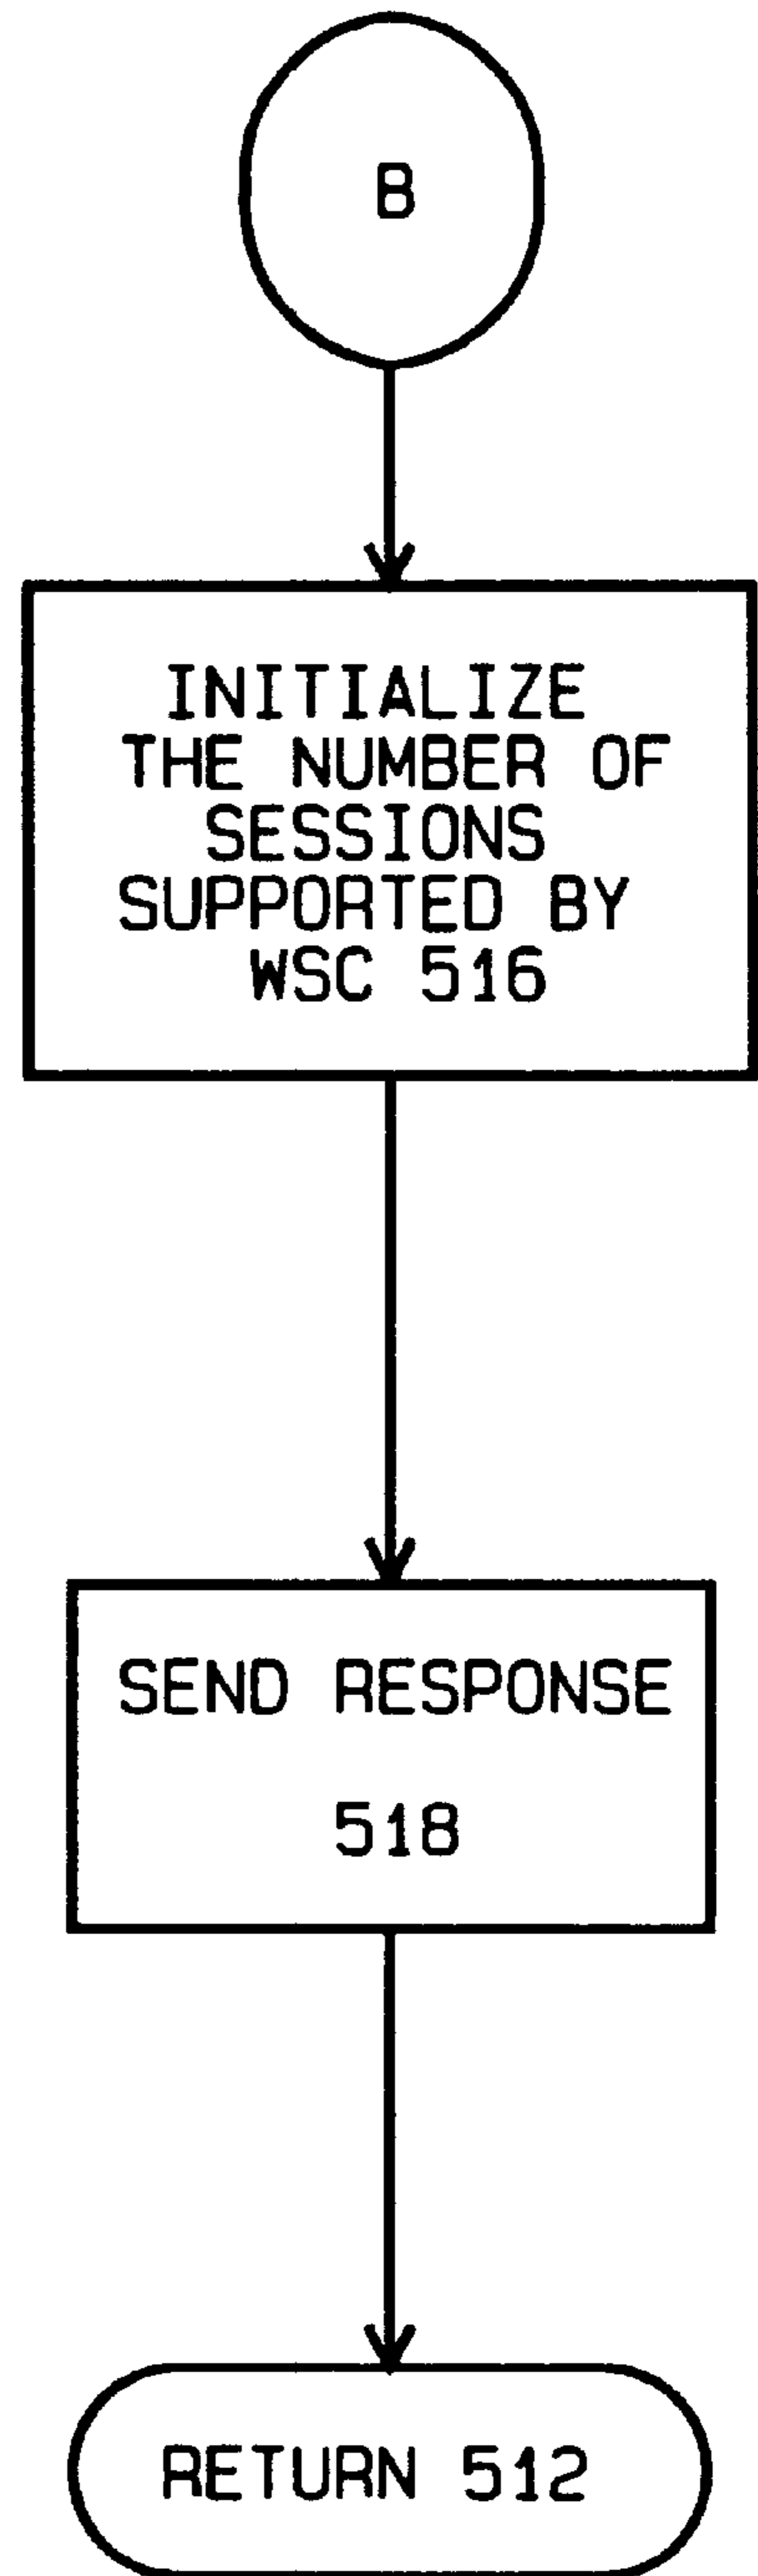 B
INITIALIZE
THE NUMBER OF
SESSIONS
SUPPORTED BY
WSC 516
SEND RESPONSE
518
RETURN 512